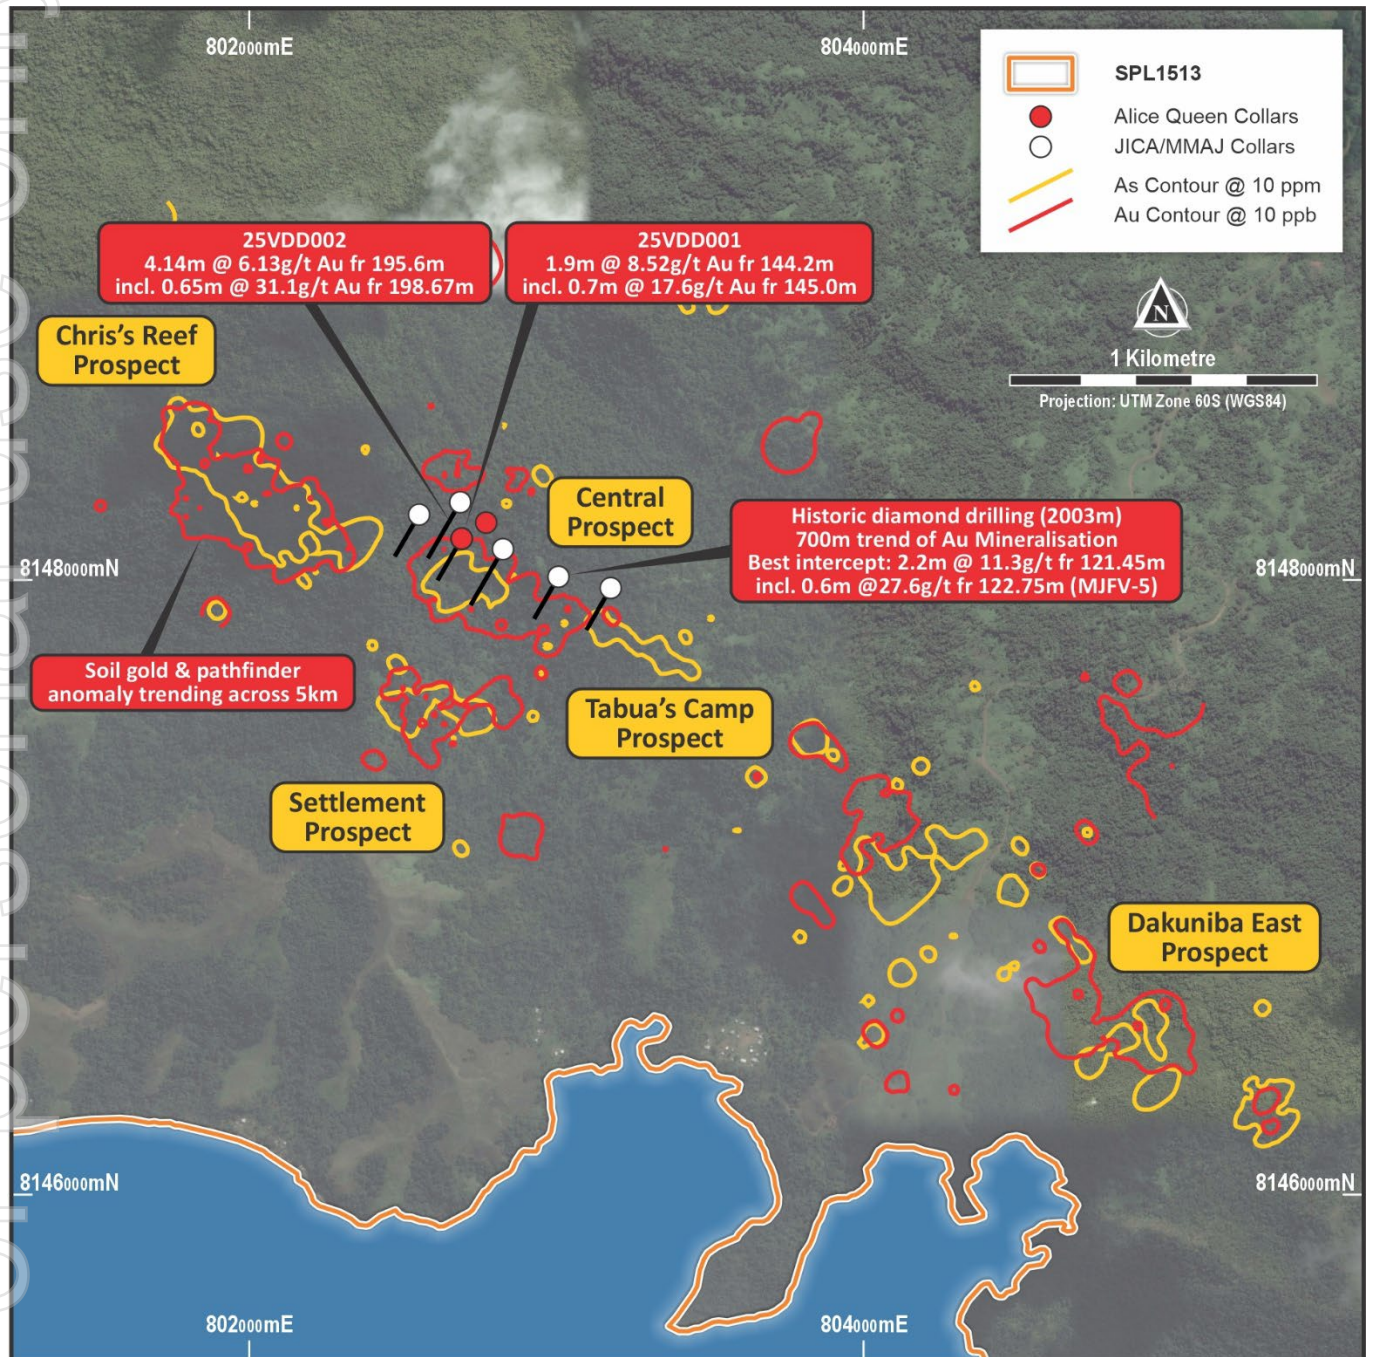 802000mE
804000mE
SPL1513
Alice Queen Collars
JICA/MMAJ Collars
As Contour @ 10 ppm
Au Contour @ 10 ppb
25VDD002
4.14m @ 6.13g/t Au fr 195.6m
incl. 0.65m @ 31.1g/t Au fr 198.67m
25VDD001
1.9m @ 8.52g/t Au fr 144.2m
incl. 0.7m @ 17.6g/t Au fr 145.0m
N
1 Kilometre
Projection: UTM Zone 60S (WGS84)
Chris's Reef
Prospect
Central
Prospect
Historic diamond drilling (2003m)
700m trend of Au Mineralisation
Best intercept: 2.2m @ 11.3g/t fr 121.45m
incl. 0.6m @27.6g/t fr 122.75m (MJFV-5)
8148000mN
8148000mN
Soil gold & pathfinder
anomaly trending across 5km
Tabua's Camp
Prospect
Settlement
Prospect
Dakuniba East
Prospect
8146000mN
8146000mN
802000mE
804000mE